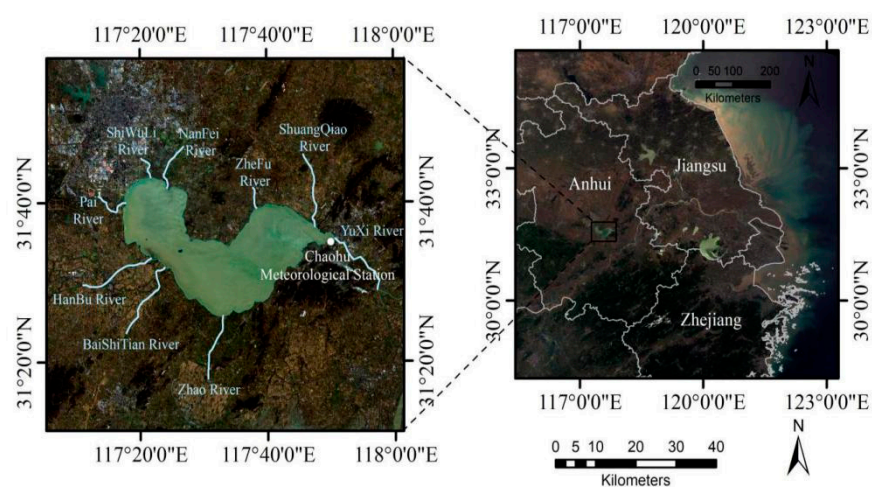 117°20'0"E
117°40'0"E
118°0'0"E
31°40'0"N
31°20'0"N
ShiWuLi
River
NanFei
River
ShuangQiao
River
ZheFu
River
Pai
River
YuXi River
Chaohu
Meteorological Station
HanBu River
BaiShiTian River
Zhao River
31°40'0"N
31°20'0"N
117°20'0"E
117°40'0"E
118°0'0"E
117°0'0"E
120°0'0"E
123°0'0"E
0 50 100 200
Kilometers
N
33°0'0"N
30°0'0"N
Jiangsu
Anhui
Zhejiang
33°0'0"N
30°0'0"N
117°0'0"E
120°0'0"E
123°0'0"E
0 5 10 20 30 40
Kilometers
N